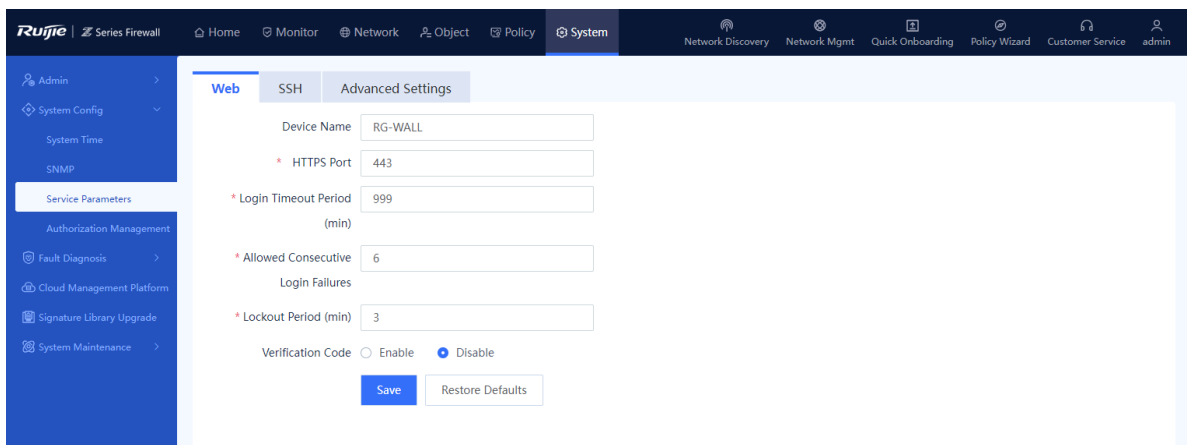 Ruijie | Z Series Firewall
Home
Monitor
Network
Object
Policy
System
Network Discovery
Network Mgmt
Quick Onboarding
Policy Wizard
Customer Service
admin
Admin
System Config
System Time
SNMP
Service Parameters
Authorization Management
Fault Diagnosis
Cloud Management Platform
Signature Library Upgrade
System Maintenance
Web
SSH
Advanced Settings
Device Name RG-WALL
* HTTPS Port 443
* Login Timeout Period 999
(min)
* Allowed Consecutive 6
Login Failures
* Lockout Period (min) 3
Verification Code Enable Disable
Save Restore Defaults